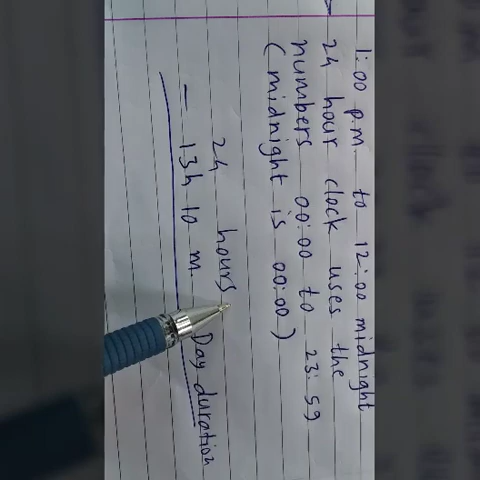 1:00 p.m. to 12:00 midnight
24 hour clock uses the
numbers 00:00 to 23:59
(midnight is 00:00)
24 hours
- 13h 10 m. Day duration